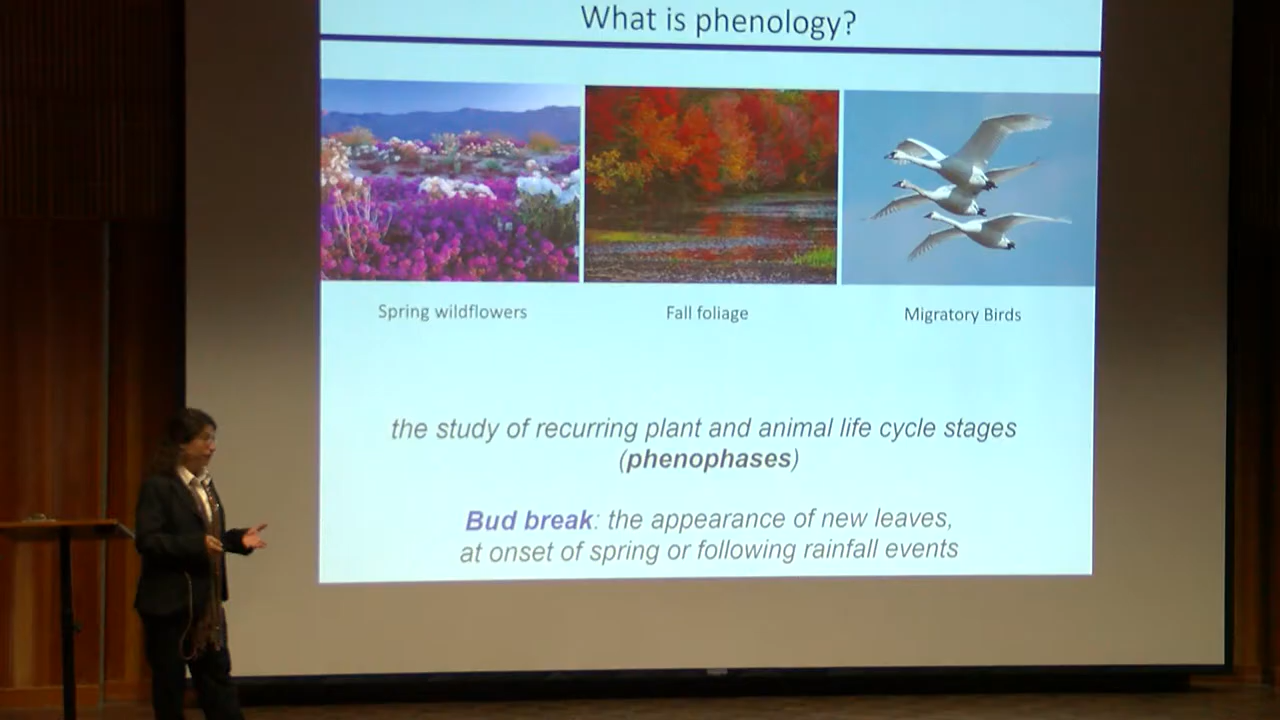 What is phenology?
Spring wildflowers
Fall foliage
Migratory Birds
the study of recurring plant and animal life cycle stages
(phenophases)
Bud break: the appearance of new leaves,
at onset of spring or following rainfall events